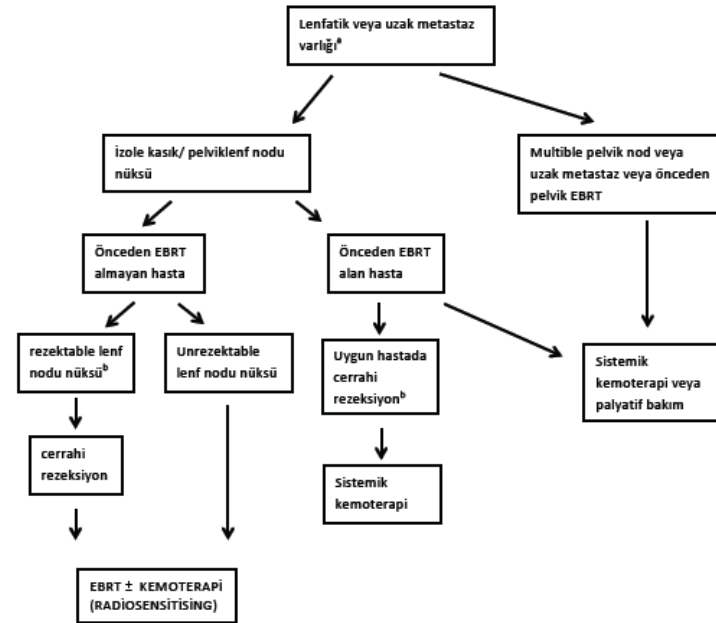 Lenfatik veya uzak metastaz
varlığıᵃ
İzole kasık/ pelviklenf nodu
nüksü
Multible pelvik nod veya
uzak metastaz veya önceden
pelvik EBRT
Önceden EBRT
almayan hasta
Önceden EBRT
alan hasta
rezektable lenf
nodu nüksüᵇ
Unrezektable
lenf nodu nüksü
Uygun hastada
cerrahi
rezeksiyonᵇ
Sistemik
kemoterapi veya
palyatif bakım
cerrahi
rezeksiyon
Sistemik
kemoterapi
EBRT ± KEMOTERAPİ
(RADIOSENSİTİSING)